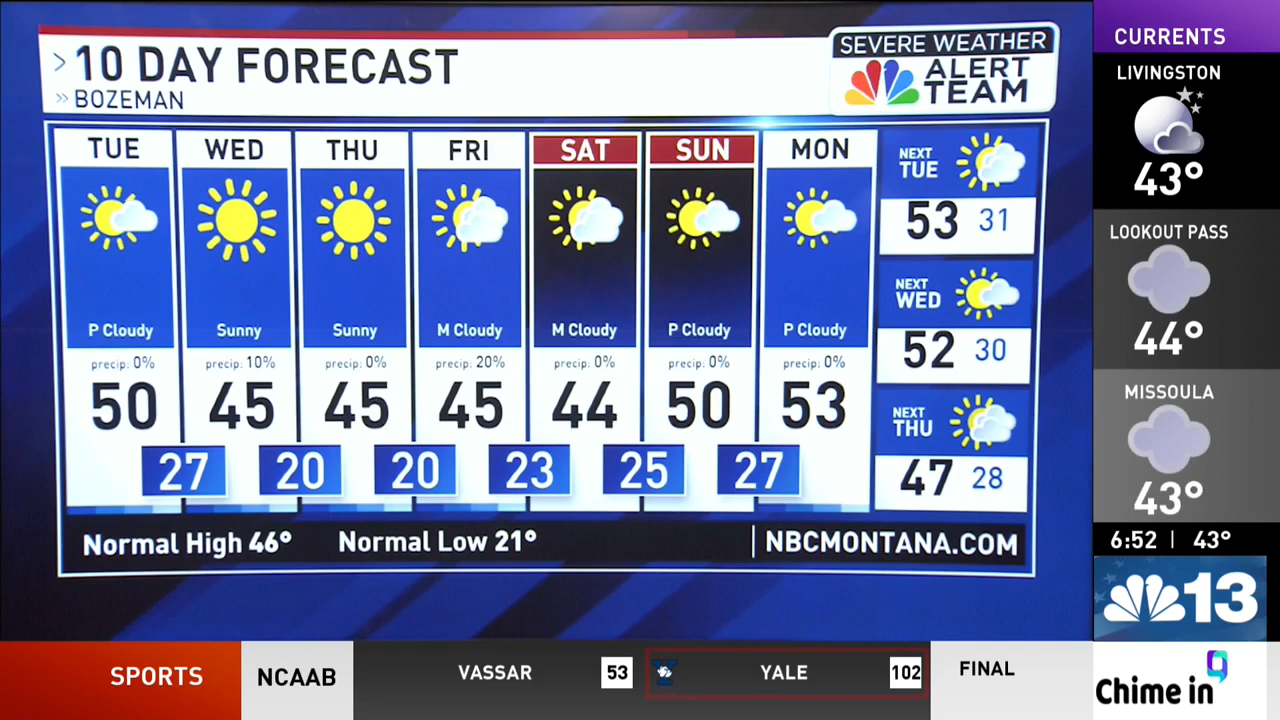 > 10 DAY FORECAST
» BOZEMAN
SEVERE WEATHER
ALERT
TEAM
TUE WED THU FRI SAT SUN MON
P Cloudy Sunny Sunny M Cloudy M Cloudy P Cloudy P Cloudy
precip: 0% precip: 10% precip: 0% precip: 20% precip: 0% precip: 0% precip: 0%
50 45 45 45 44 50 53
27 20 20 23 25 27
NEXT
TUE
53 31
NEXT
WED
52 30
NEXT
THU
47 28
Normal High 46° Normal Low 21° NBCMONTANA.COM
CURRENTS
LIVINGSTON
43°
LOOKOUT PASS
44°
MISSOULA
43°
6:52 | 43°
13
SPORTS NCAAB VASSAR 53 YALE 102 FINAL
Chime in